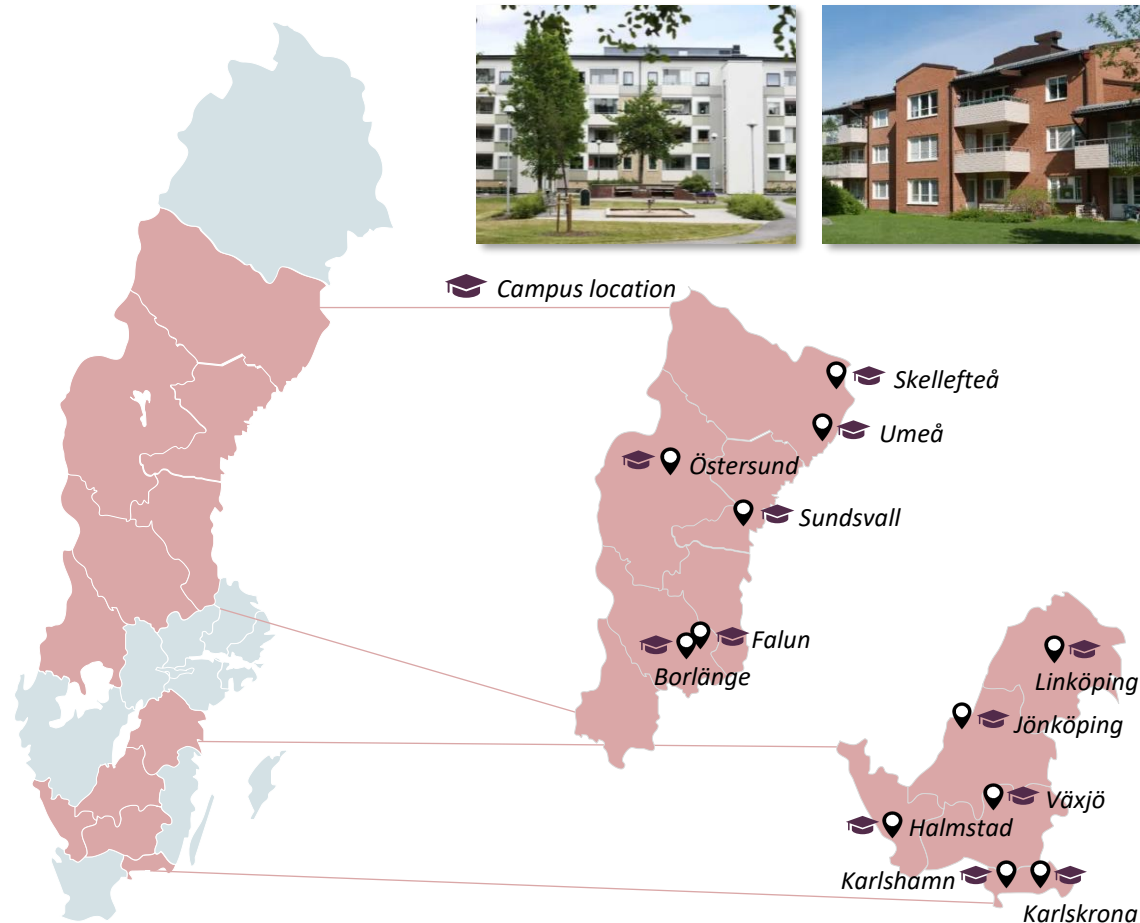 Campus location
Skellefteå
Umeå
Östersund
Sundsvall
Falun
Borlänge
Linköping
Jönköping
Växjö
Halmstad
Karlshamn
Karlskrona